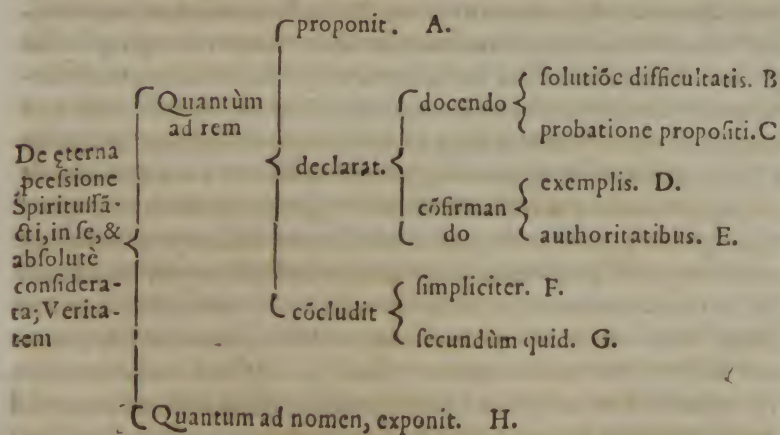 proponit. A.
Quantùm
ad rem
declarat.
docendo
ſolutiõe difficultatis. B
probatione propoſiti. C
cõfirman
do
exemplis. D.
authoritatibus. E.
cõcludit
ſimpliciter. F.
ſecundùm quid. G.
De ęterna
pceſsione
Spirituſſã-
cti, in ſe, &
abſolutè
conſidera-
ta; Verita-
tem
Quantum ad nomen, exponit. H.